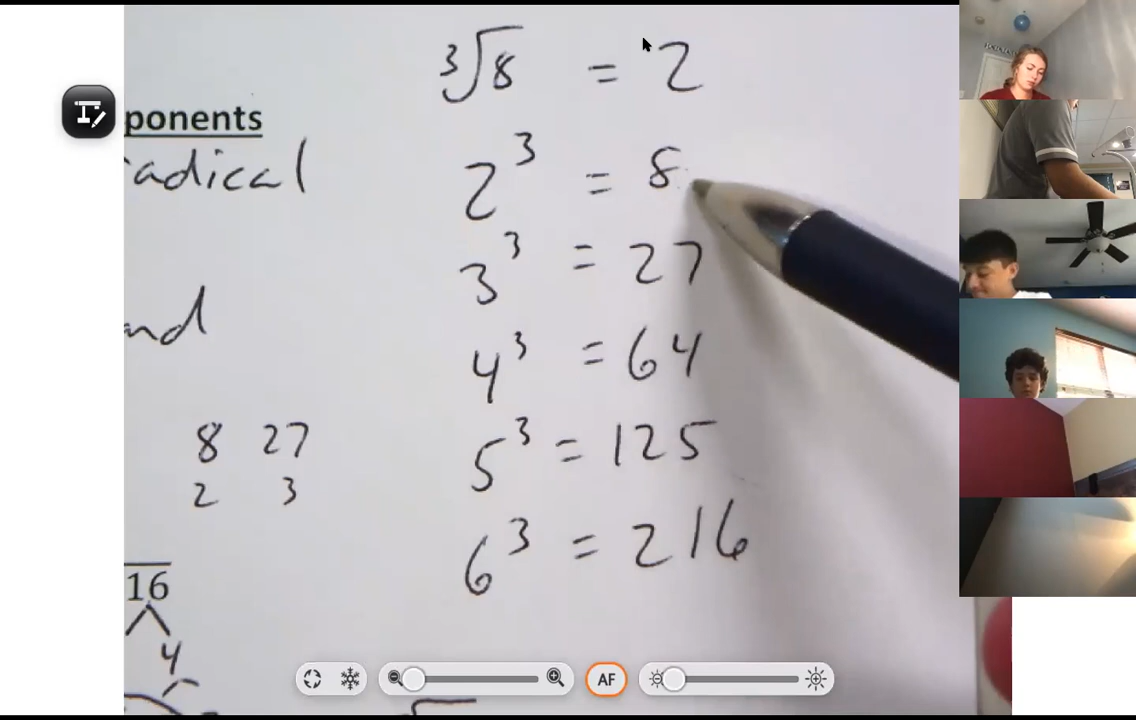 ∛8 = 2
ponents
adical
2³ = 8
3³ = 27
nd
4³ = 64
8 27
2 3
5³ = 125
6³ = 216
16
4
AF